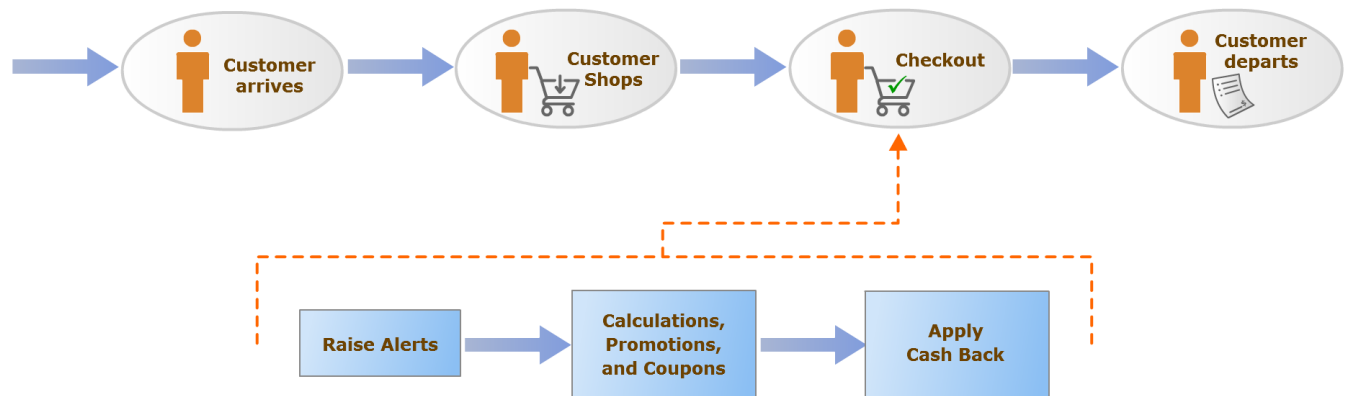 Customer
arrives
Customer
Shops
Checkout
Customer
departs
Raise Alerts
Calculations,
Promotions,
and Coupons
Apply
Cash Back